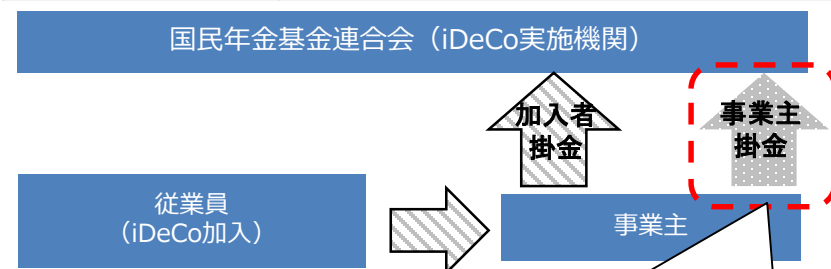 国民年金基金連合会（iDeCo実施機関）
加入者
掛金
事業主
掛金
従業員
（iDeCo加入）
事業主